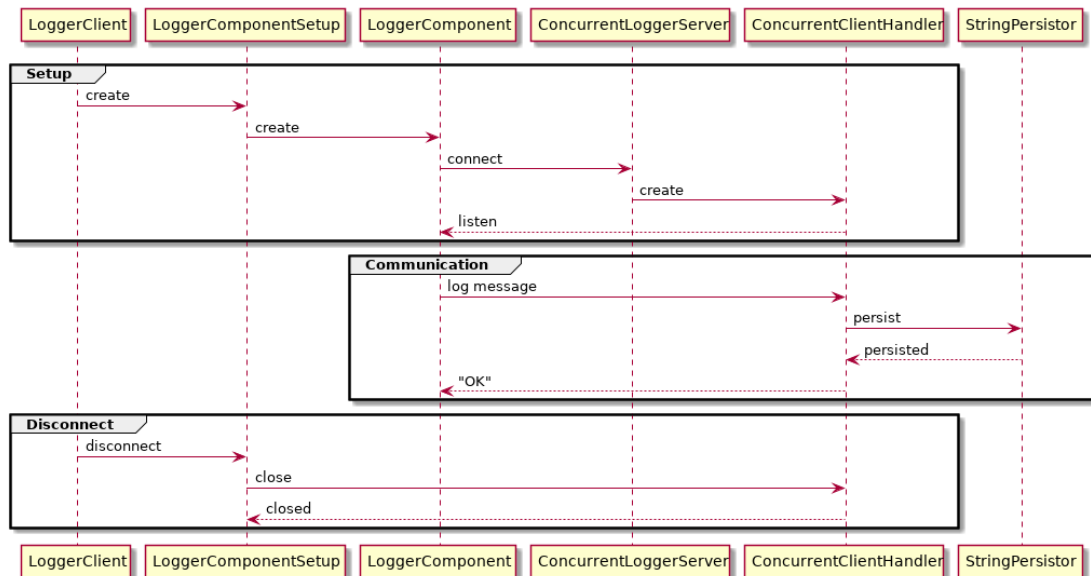 LoggerClient LoggerComponentSetup LoggerComponent ConcurrentLoggerServer ConcurrentClientHandler StringPersistor
Setup
create
create
connect
create
listen
Communication
log message
persist
persisted
"OK"
Disconnect
disconnect
close
closed
LoggerClient LoggerComponentSetup LoggerComponent ConcurrentLoggerServer ConcurrentClientHandler StringPersistor